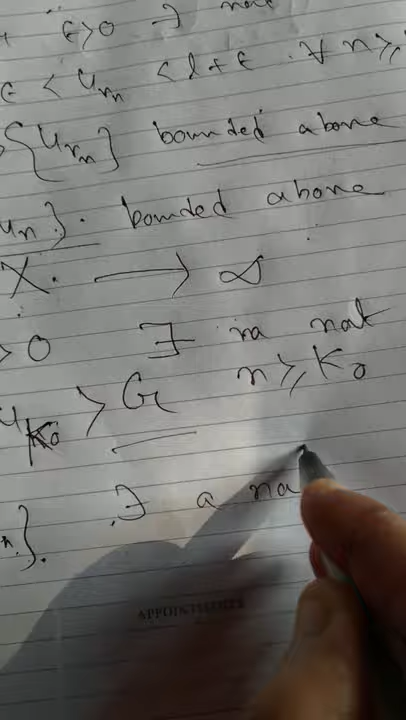 ε>0 ∃
ε < u_{r_n} < l + ε ∀ n ≥,
{u_{r_n}} bounded above
u_n}. bounded above
X. → ∞
> 0 ∃ na nat
u_{K_0} > G n ≥ K_0
n}. ∃ a na
APPOINTMENTS